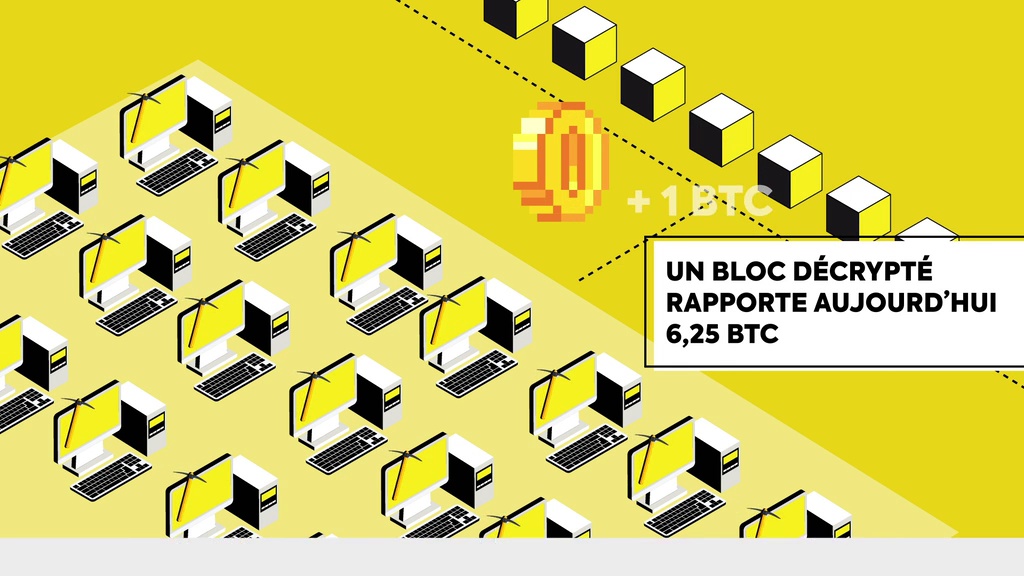 + 1 BTC
UN BLOC DÉCRYPTÉ
RAPPORTE AUJOURD’HUI
6,25 BTC